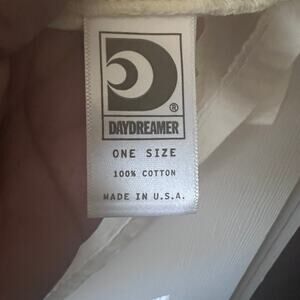 ®
DAYDREAMER
ONE SIZE
100% COTTON
MADE IN U.S.A.